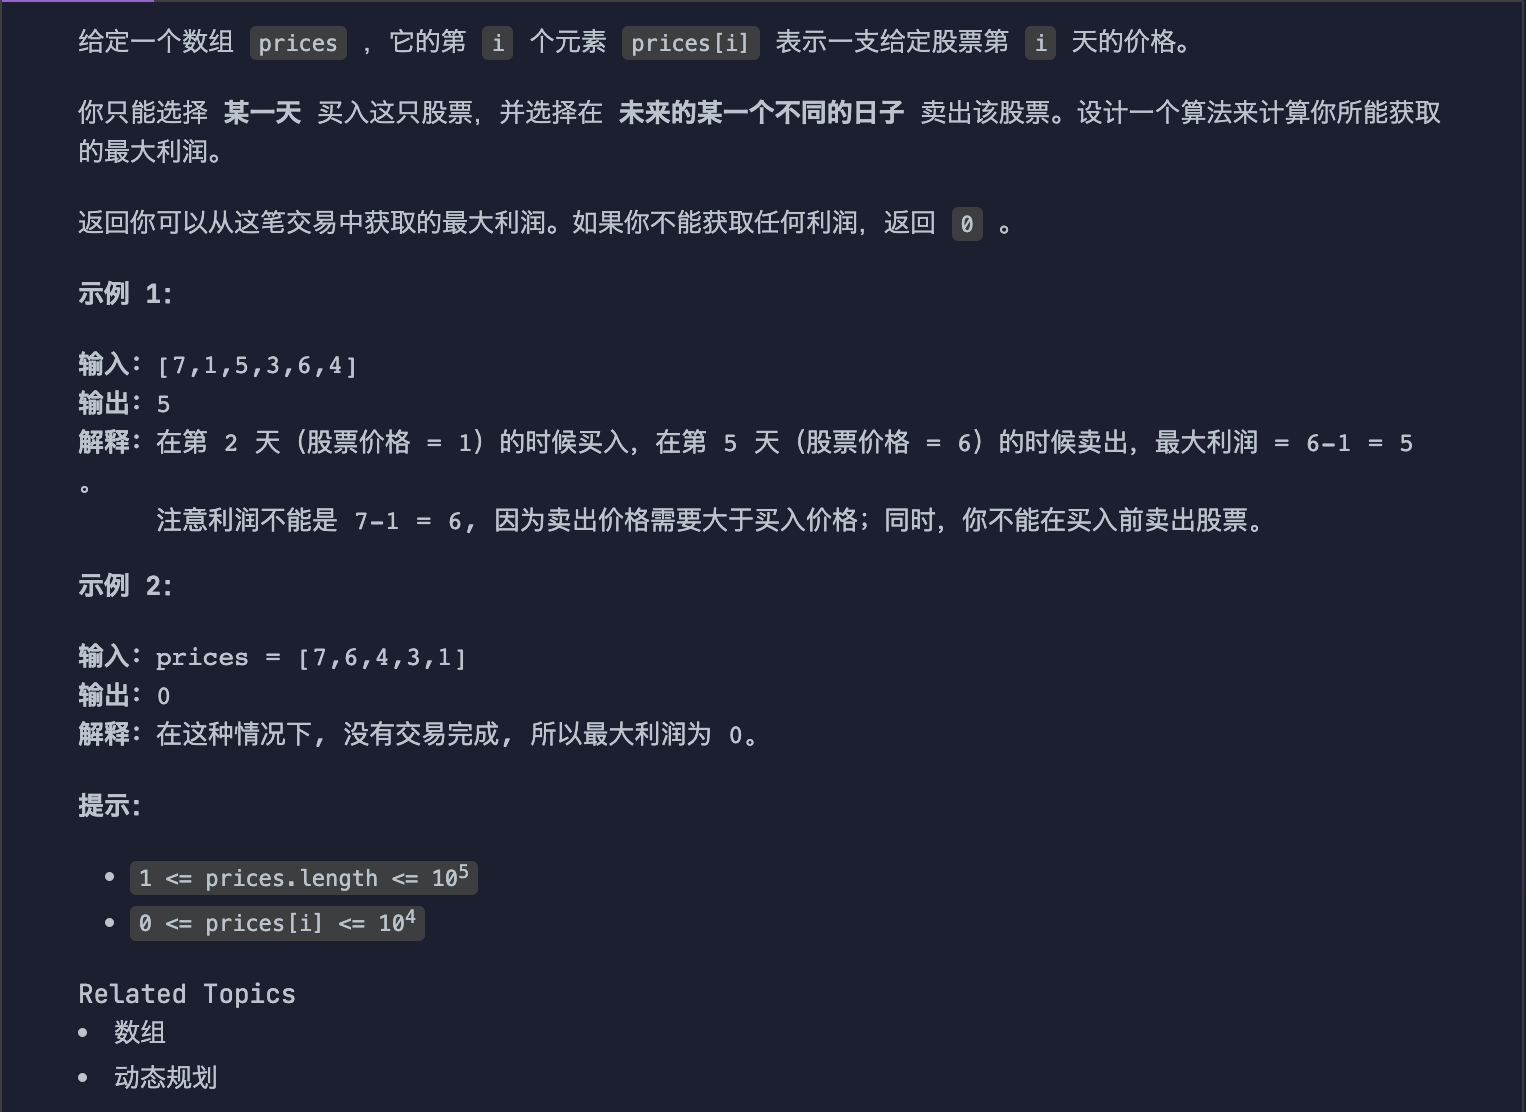 给定一个数组 prices ，它的第 i 个元素 prices[i] 表示一支给定股票第 i 天的价格。
你只能选择 某一天 买入这只股票，并选择在 未来的某一个不同的日子 卖出该股票。设计一个算法来计算你所能获取
的最大利润。
返回你可以从这笔交易中获取的最大利润。如果你不能获取任何利润，返回 0 。
示例 1：
输入：[7,1,5,3,6,4]
输出：5
解释：在第 2 天（股票价格 = 1）的时候买入，在第 5 天（股票价格 = 6）的时候卖出，最大利润 = 6-1 = 5
。
注意利润不能是 7-1 = 6, 因为卖出价格需要大于买入价格；同时，你不能在买入前卖出股票。
示例 2：
输入：prices = [7,6,4,3,1]
输出：0
解释：在这种情况下, 没有交易完成, 所以最大利润为 0。
提示：
• 1 <= prices.length <= 10⁵
• 0 <= prices[i] <= 10⁴
Related Topics
• 数组
• 动态规划